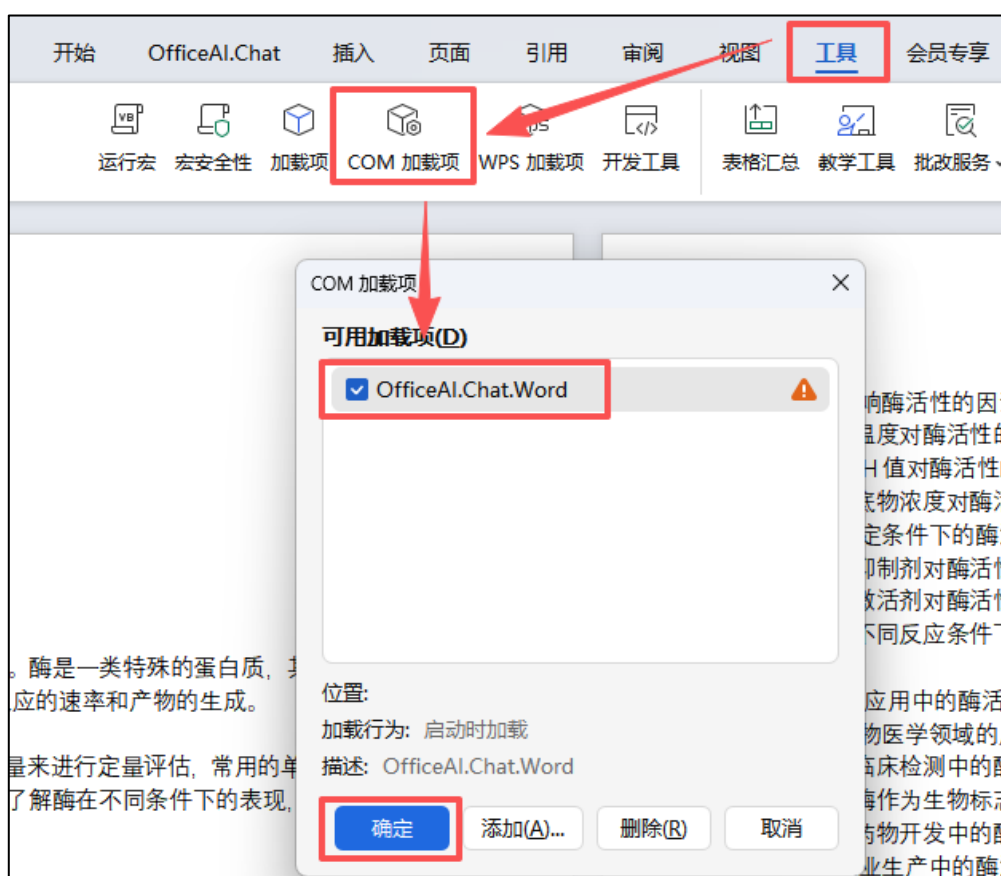 开始 OfficeAI.Chat 插入 页面 引用 审阅 视图 工具 会员专享
运行宏 宏安全性 加载项 COM 加载项 WPS 加载项 开发工具 表格汇总 教学工具 批改服务
COM 加载项
可用加载项(D)
OfficeAI.Chat.Word
位置:
加载行为: 启动时加载
描述: OfficeAI.Chat.Word
确定 添加(A)... 删除(R) 取消
。酶是一类特殊的蛋白质,
应的速率和产物的生成。
量来进行定量评估, 常用的单
了解酶在不同条件下的表现,
响酶活性的因
温度对酶活性的
H 值对酶活性
底物浓度对酶
定条件下的酶
抑制剂对酶活性
激活剂对酶活性
不同反应条件下
应用中的酶活
物医学领域的
临床检测中的酶
酶作为生物标志
药物开发中的酶
业生产中的酶